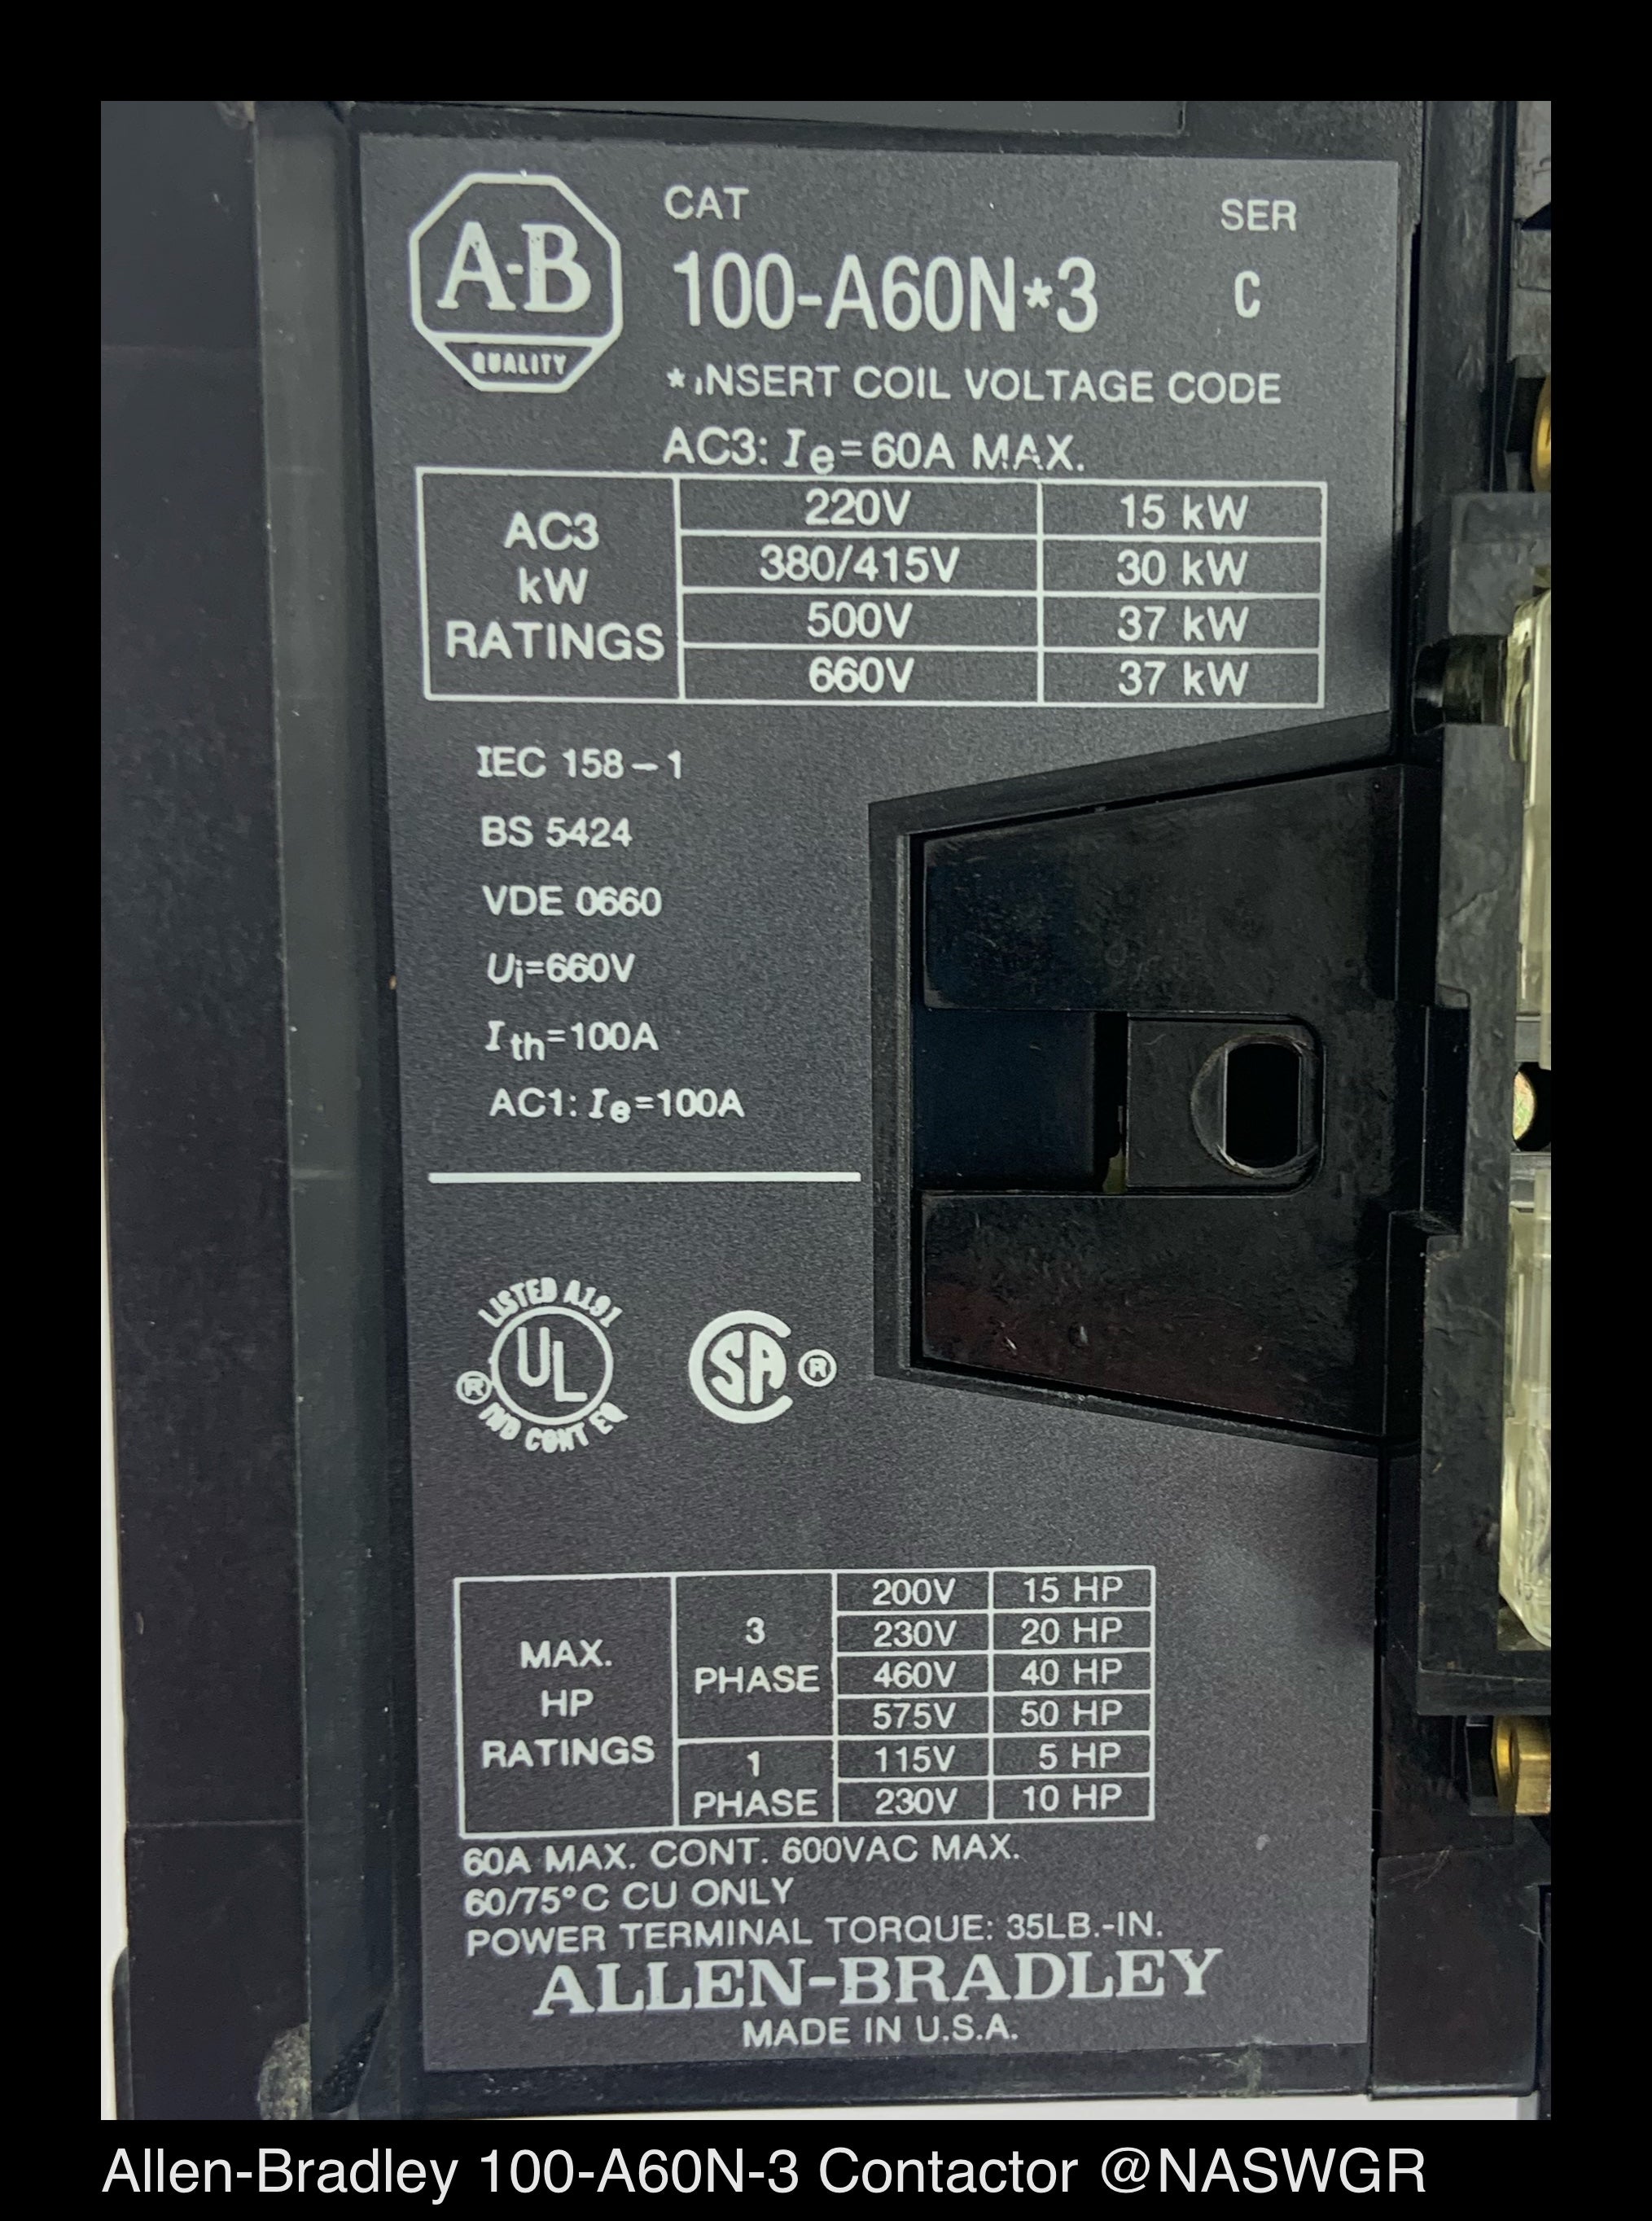 CAT
SER
A-B
QUALITY
100-A60N*3
C
* INSERT COIL VOLTAGE CODE
AC3: Ie=60A MAX.
AC3
kW
RATINGS
220V 15 kW
380/415V 30 kW
500V 37 kW
660V 37 kW
IEC 158-1
BS 5424
VDE 0660
Ui=660V
Ith=100A
AC1: Ie=100A
LISTED A191
UL
®
IND CONT EQ
SA ®
MAX.
HP
RATINGS
3
PHASE
200V 15 HP
230V 20 HP
460V 40 HP
575V 50 HP
1
PHASE
115V 5 HP
230V 10 HP
60A MAX. CONT. 600VAC MAX.
60/75°C CU ONLY
POWER TERMINAL TORQUE: 35LB.-IN.
ALLEN-BRADLEY
MADE IN U.S.A.
Allen-Bradley 100-A60N-3 Contactor @NASWGR